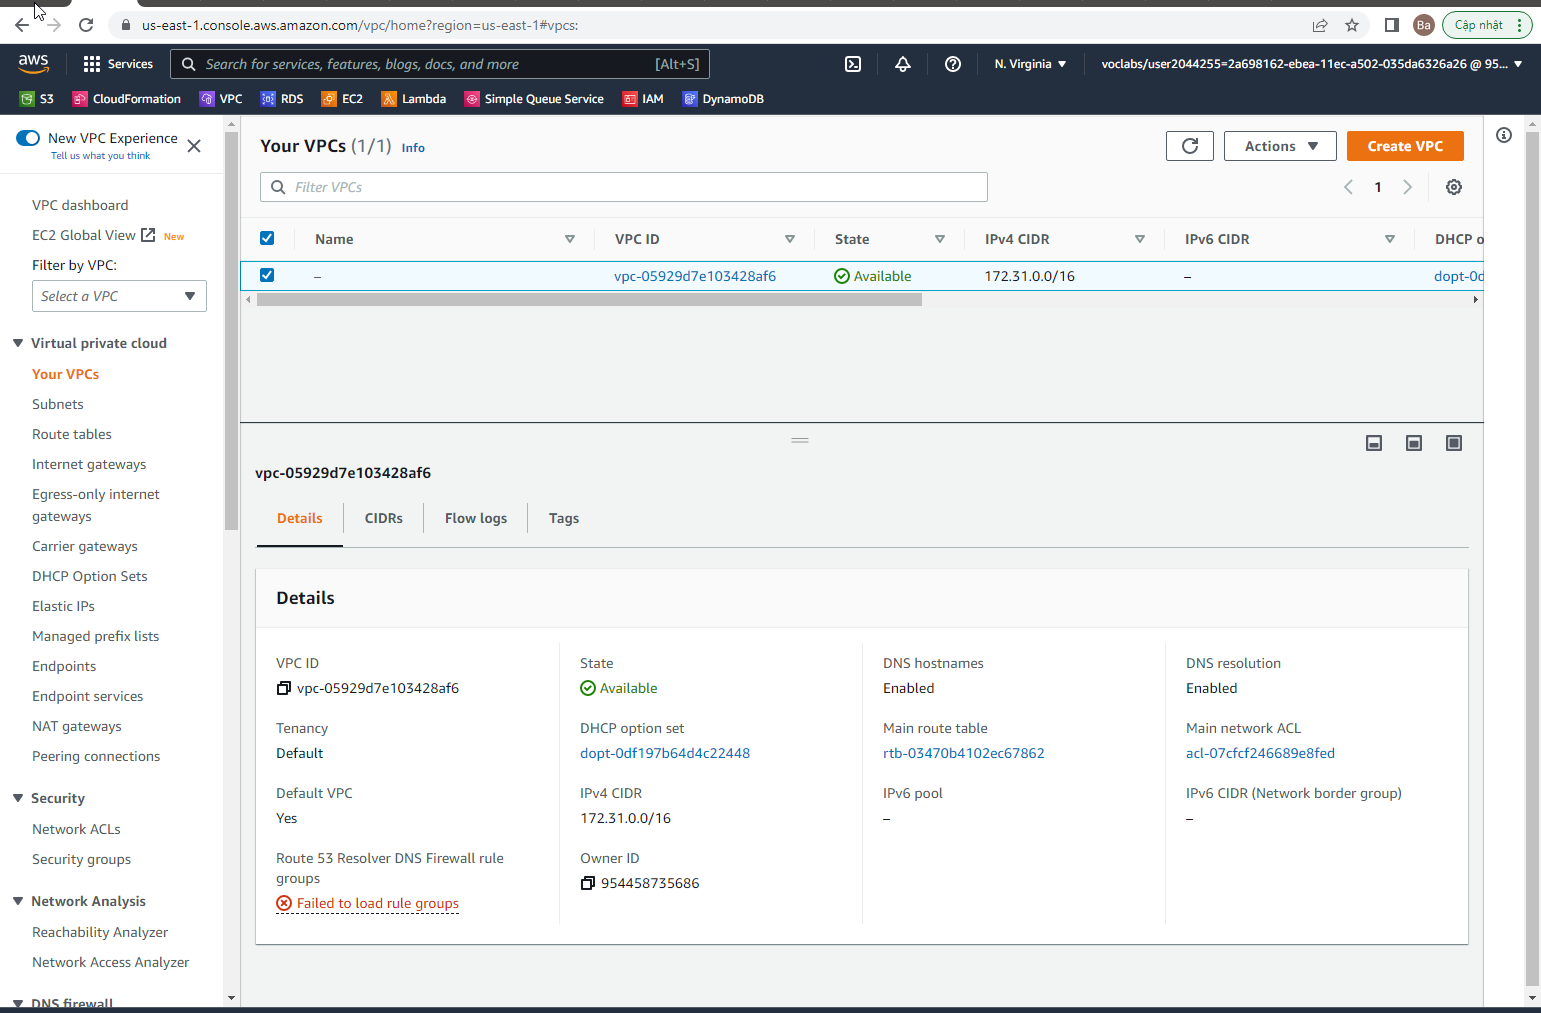 us-east-1.console.aws.amazon.com/vpc/home?region=us-east-1#vpcs:
Ba
Cập nhật
aws
Services
Search for services, features, blogs, docs, and more
[Alt+S]
N. Virginia
voclabs/user2044255=2a698162-ebea-11ec-a502-035da6326a26 @ 95...
S3
CloudFormation
VPC
RDS
EC2
Lambda
Simple Queue Service
IAM
DynamoDB
New VPC Experience
Tell us what you think
VPC dashboard
EC2 Global View New
Filter by VPC:
Select a VPC
Virtual private cloud
Your VPCs
Subnets
Route tables
Internet gateways
Egress-only internet
gateways
Carrier gateways
DHCP Option Sets
Elastic IPs
Managed prefix lists
Endpoints
Endpoint services
NAT gateways
Peering connections
Security
Network ACLs
Security groups
Network Analysis
Reachability Analyzer
Network Access Analyzer
DNS firewall
Your VPCs (1/1) Info
Actions
Create VPC
Filter VPCs
1
Name
VPC ID
State
IPv4 CIDR
IPv6 CIDR
DHCP o
–
vpc-05929d7e103428af6
Available
172.31.0.0/16
–
dopt-0d
vpc-05929d7e103428af6
Details
CIDRs
Flow logs
Tags
Details
VPC ID
vpc-05929d7e103428af6
State
Available
DNS hostnames
Enabled
DNS resolution
Enabled
Tenancy
Default
DHCP option set
dopt-0df197b64d4c22448
Main route table
rtb-03470b4102ec67862
Main network ACL
acl-07cfcf246689e8fed
Default VPC
Yes
IPv4 CIDR
172.31.0.0/16
IPv6 pool
–
IPv6 CIDR (Network border group)
–
Route 53 Resolver DNS Firewall rule
groups
Failed to load rule groups
Owner ID
954458735686